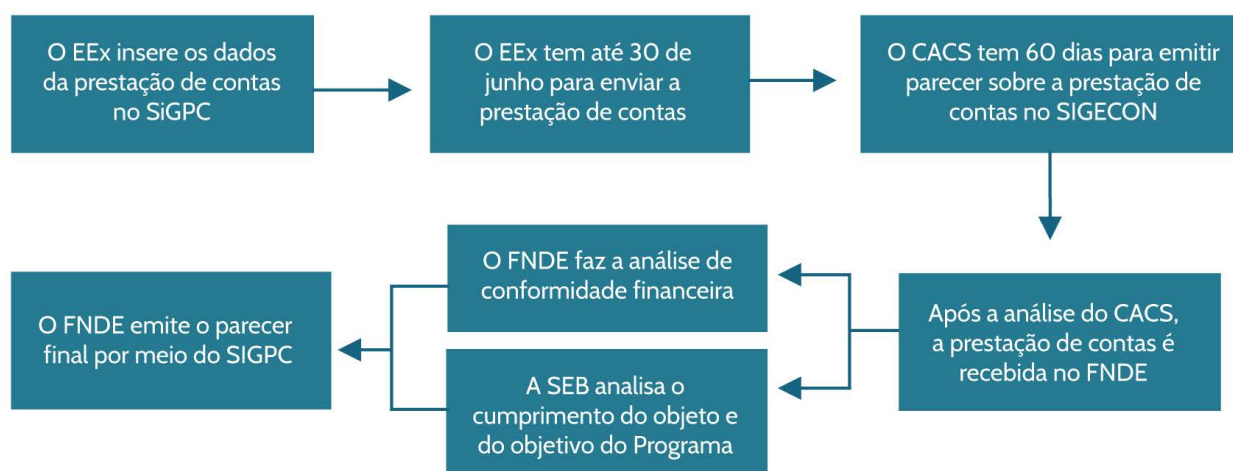 O EEx insere os dados
da prestação de contas
no SiGPC
O EEx tem até 30 de
junho para enviar a
prestação de contas
O CACS tem 60 dias para emitir
parecer sobre a prestação de
contas no SIGECON
Após a análise do CACS,
a prestação de contas é
recebida no FNDE
O FNDE faz a análise de
conformidade financeira
A SEB analisa o
cumprimento do objeto e
do objetivo do Programa
O FNDE emite o parecer
final por meio do SIGPC